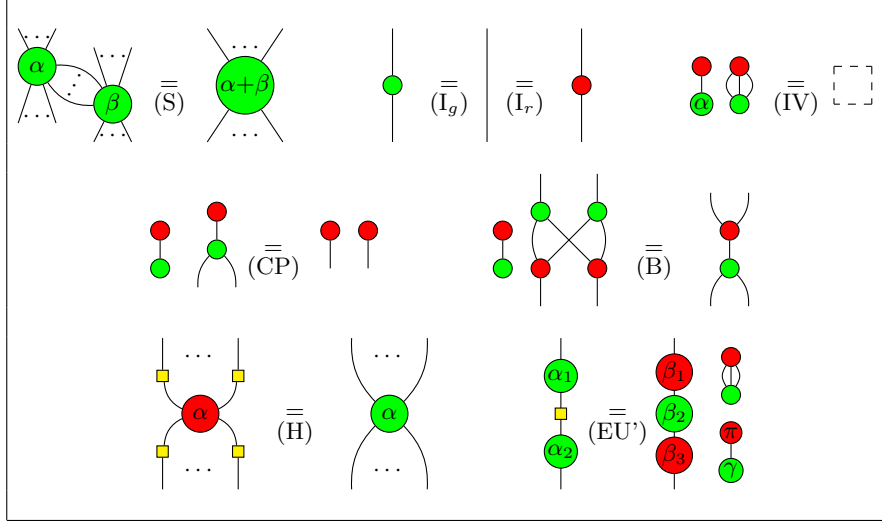 α ⋯ ⋯ β ⋯ ⋯ = (S) ⋯ α+β ⋯ = (I_g) = (I_r) α = (IV)
= (CP) = (B)
⋯ α ⋯ = (H) ⋯ α ⋯ α₁ α₂ = (EU') β₁ β₂ β₃ π γ